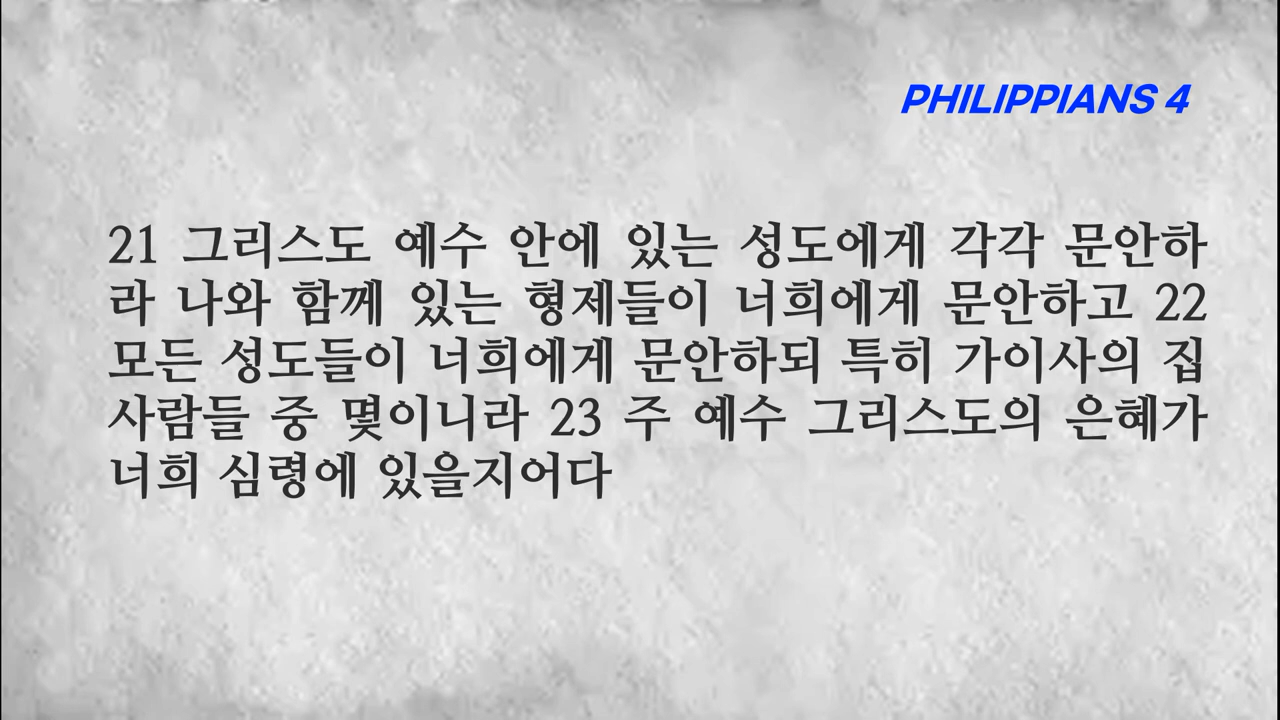 PHILIPPIANS 4
21 그리스도 예수 안에 있는 성도에게 각각 문안하
라 나와 함께 있는 형제들이 너희에게 문안하고 22
모든 성도들이 너희에게 문안하되 특히 가이사의 집
사람들 중 몇이니라 23 주 예수 그리스도의 은혜가
너희 심령에 있을지어다